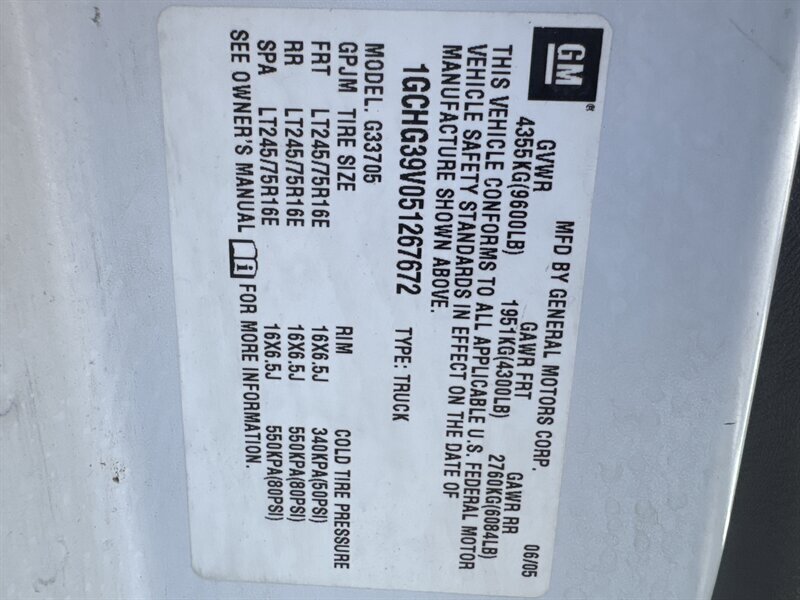 GM®
MFD BY GENERAL MOTORS CORP. 06/05
GVWR GAWR FRT GAWR RR
4355KG(9600LB) 1951KG(4300LB) 2760KG(6084LB)
THIS VEHICLE CONFORMS TO ALL APPLICABLE U.S. FEDERAL MOTOR
VEHICLE SAFETY STANDARDS IN EFFECT ON THE DATE OF
MANUFACTURE SHOWN ABOVE.
1GCHG39V051267672 TYPE: TRUCK
MODEL: G33705
GPJM TIRE SIZE RIM COLD TIRE PRESSURE
FRT LT245/75R16E 16X6.5J 340KPA(50PSI)
RR LT245/75R16E 16X6.5J 550KPA(80PSI)
SPA LT245/75R16E 16X6.5J 550KPA(80PSI)
SEE OWNER'S MANUAL FOR MORE INFORMATION.